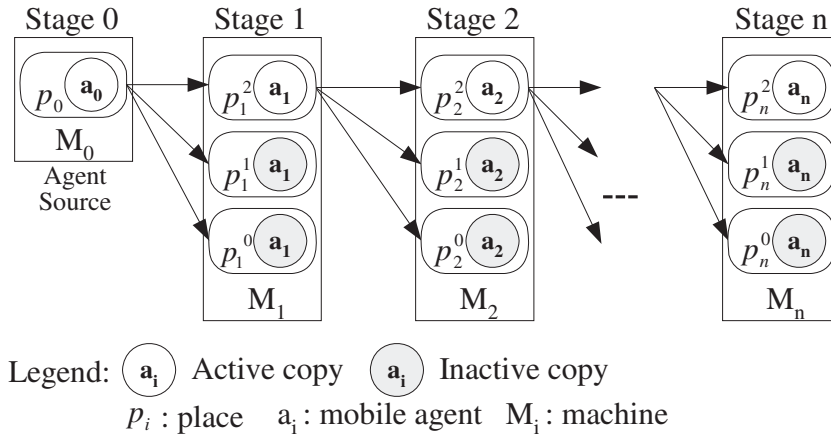 Stage 0 Stage 1 Stage 2 Stage n
p₀ a₀ p₁² a₁ p₂² a₂ pₙ² aₙ
M₀ p₁¹ a₁ p₂¹ a₂ pₙ¹ aₙ
Agent
Source
---
p₁⁰ a₁ p₂⁰ a₂ pₙ⁰ aₙ
M₁ M₂ Mₙ
Legend: aᵢ Active copy aᵢ Inactive copy
pᵢ : place aᵢ : mobile agent Mᵢ : machine